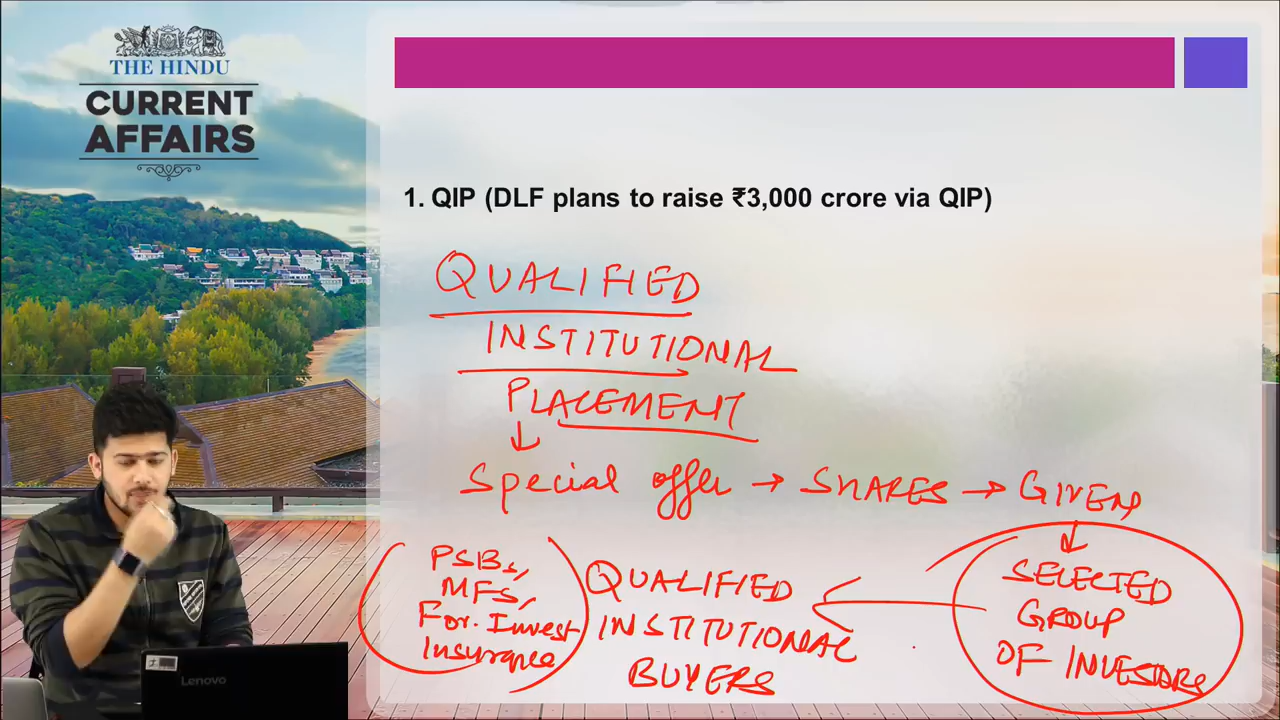 THE HINDU
CURRENT
AFFAIRS
1. QIP (DLF plans to raise ₹3,000 crore via QIP)
QUALIFIED
INSTITUTIONAL
PLACEMENT
↓
Special offer → SHARES → GIVEN
↓
SELECTED
GROUP
OF INVESTORS
QUALIFIED
INSTITUTIONAL
BUYERS
PSBs,
MFS,
For. Invest
Insurance
Lenovo